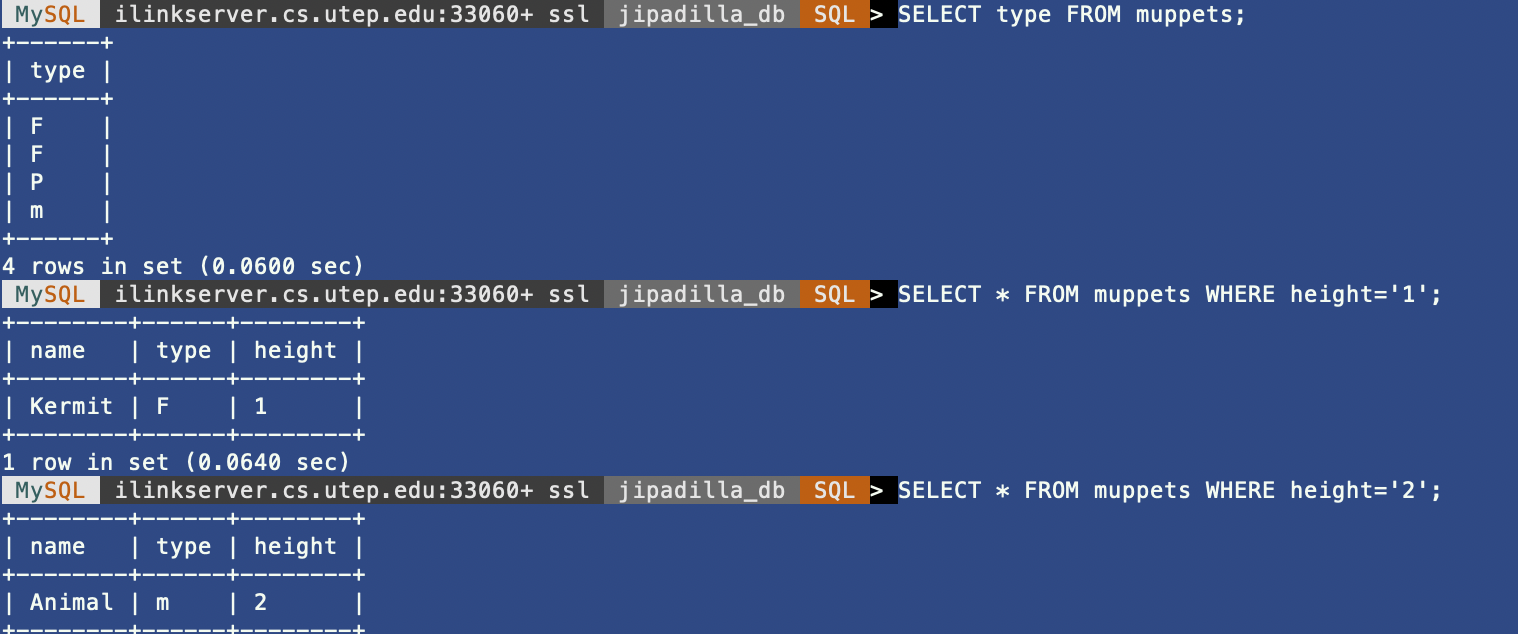 MySQL ilinkserver.cs.utep.edu:33060+ ssl jipadilla_db SQL > SELECT type FROM muppets;
+------+
| type |
+------+
| F    |
| F    |
| P    |
| m    |
+------+
4 rows in set (0.0600 sec)
MySQL ilinkserver.cs.utep.edu:33060+ ssl jipadilla_db SQL > SELECT * FROM muppets WHERE height='1';
+--------+------+--------+
| name   | type | height |
+--------+------+--------+
| Kermit | F    | 1      |
+--------+------+--------+
1 row in set (0.0640 sec)
MySQL ilinkserver.cs.utep.edu:33060+ ssl jipadilla_db SQL > SELECT * FROM muppets WHERE height='2';
+--------+------+--------+
| name   | type | height |
+--------+------+--------+
| Animal | m    | 2      |
+--------+------+--------+